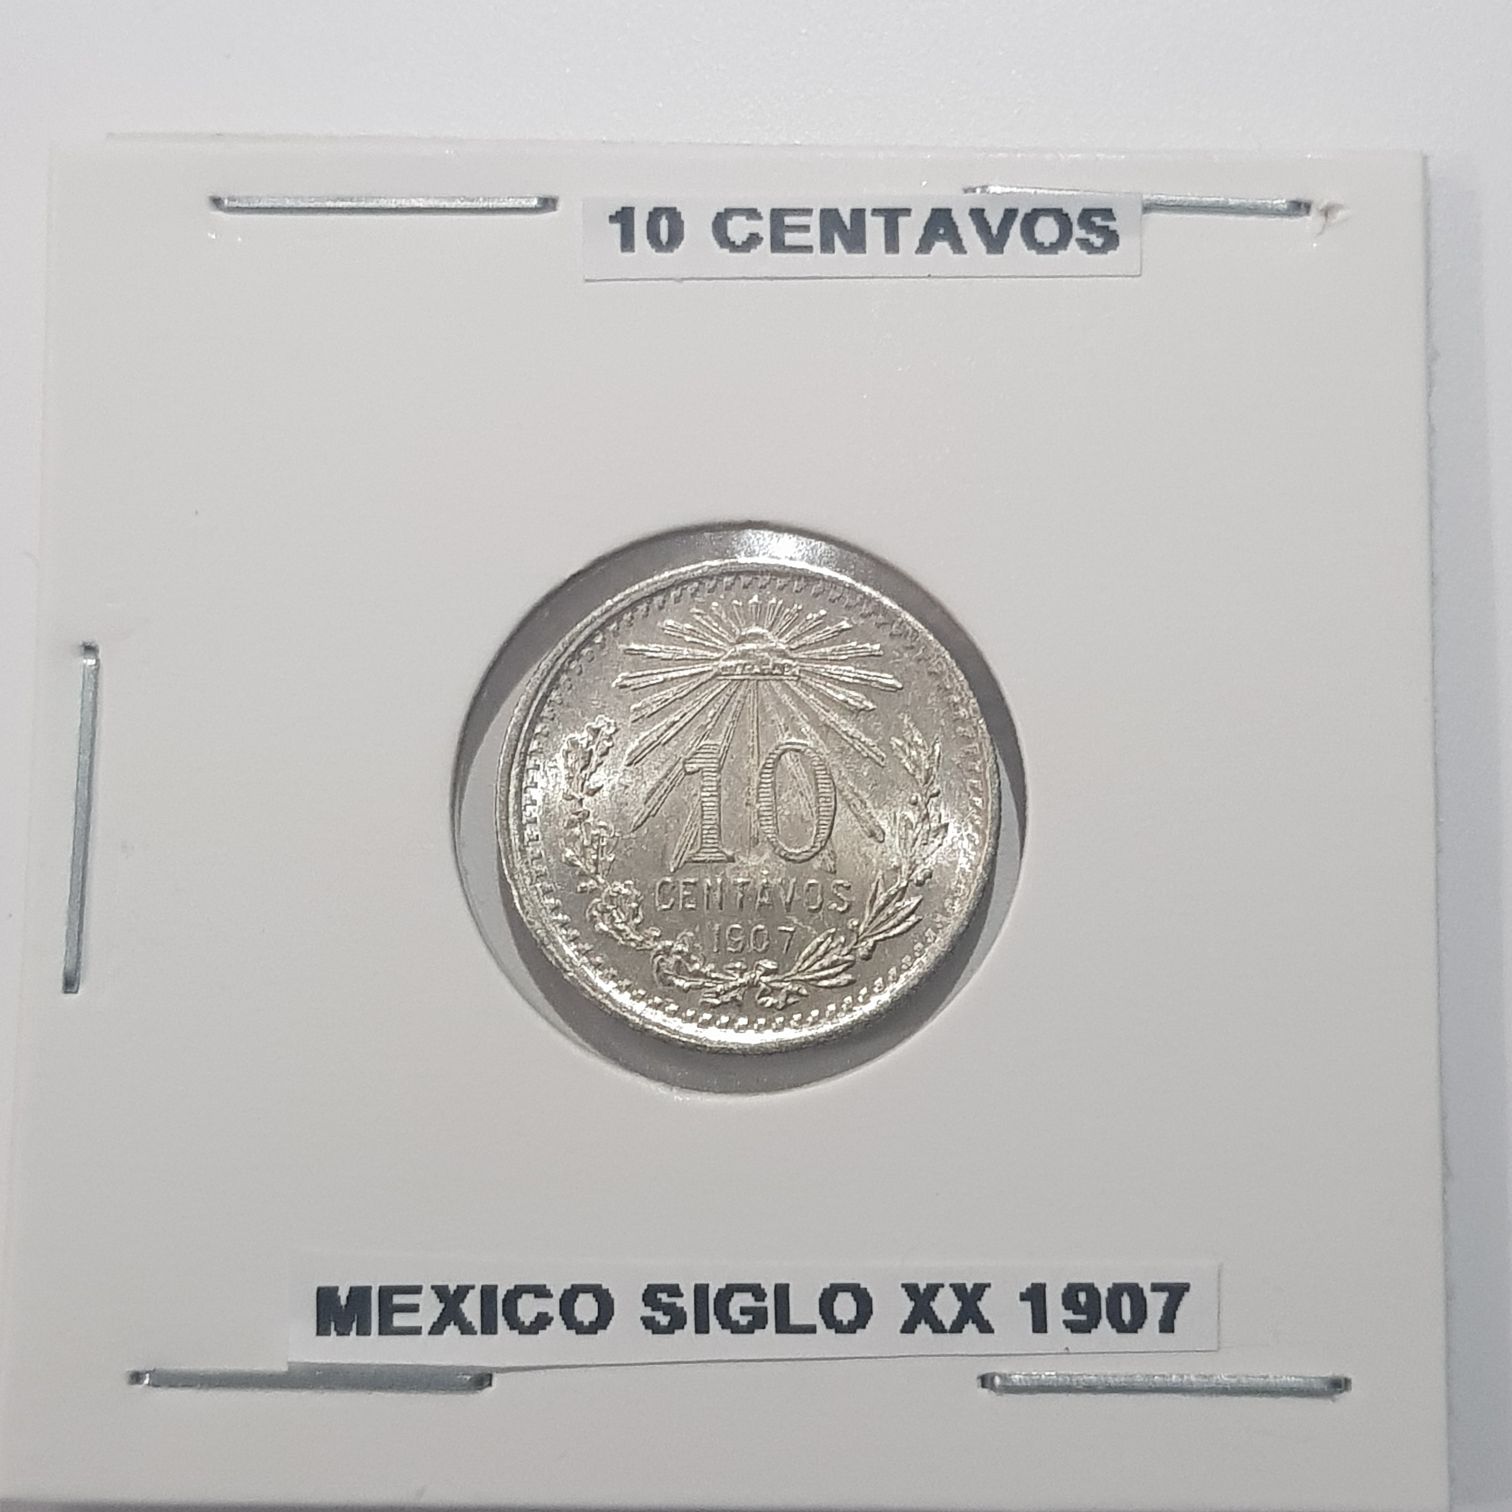 10 CENTAVOS
10
CENTAVOS
1907
MEXICO SIGLO XX 1907